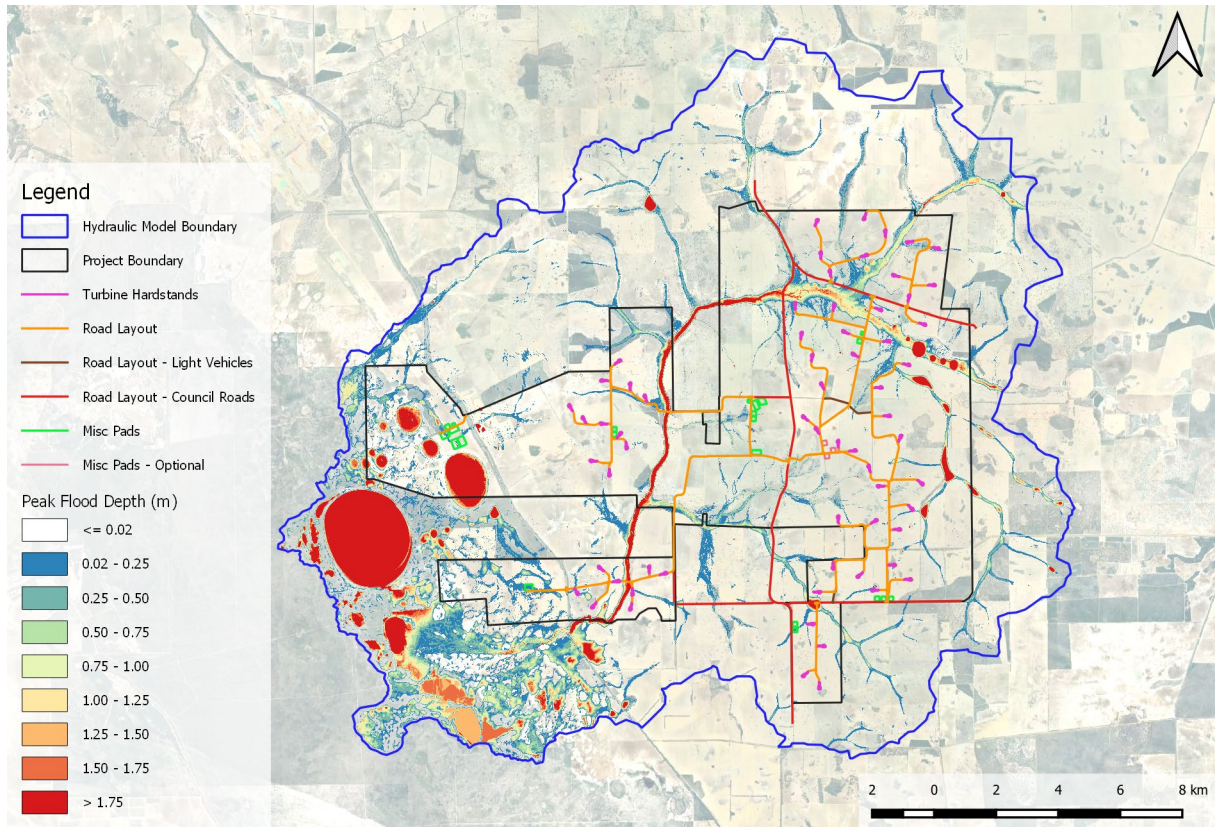 Legend
Hydraulic Model Boundary
Project Boundary
Turbine Hardstands
Road Layout
Road Layout - Light Vehicles
Road Layout - Council Roads
Misc Pads
Misc Pads - Optional
Peak Flood Depth (m)
<= 0.02
0.02 - 0.25
0.25 - 0.50
0.50 - 0.75
0.75 - 1.00
1.00 - 1.25
1.25 - 1.50
1.50 - 1.75
> 1.75
2 0 2 4 6 8 km